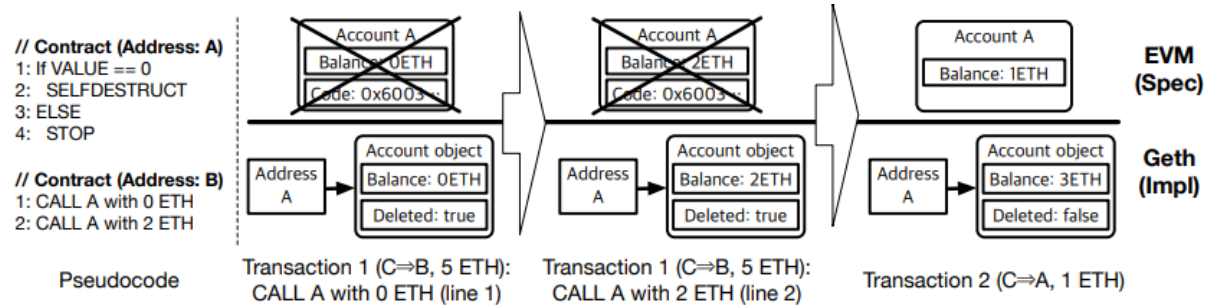 // Contract (Address: A)
1: If VALUE == 0
2: SELFDESTRUCT
3: ELSE
4: STOP
// Contract (Address: B)
1: CALL A with 0 ETH
2: CALL A with 2 ETH
Pseudocode
Account A
Balance: 0ETH
Code: 0x6003...
Address
A
Account object
Balance: 0ETH
Deleted: true
Transaction 1 (C⇒B, 5 ETH):
CALL A with 0 ETH (line 1)
Account A
Balance: 2ETH
Code: 0x6003...
Address
A
Account object
Balance: 2ETH
Deleted: true
Transaction 1 (C⇒B, 5 ETH):
CALL A with 2 ETH (line 2)
Account A
Balance: 1ETH
Address
A
Account object
Balance: 3ETH
Deleted: false
Transaction 2 (C⇒A, 1 ETH)
EVM
(Spec)
Geth
(Impl)